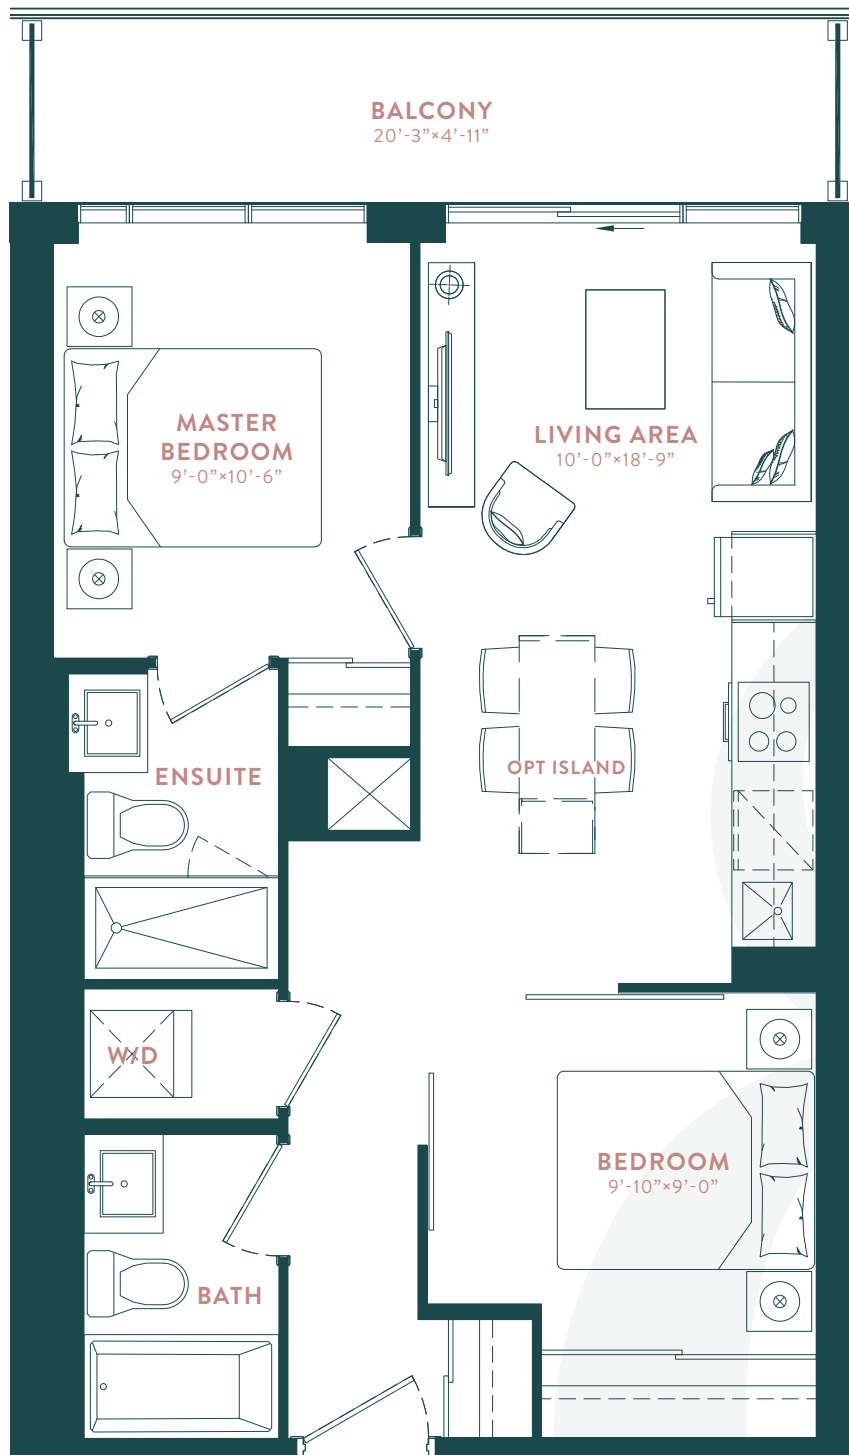 BALCONY
20’-3”×4’-11”
MASTER
BEDROOM
9’-0”×10’-6”
LIVING AREA
10’-0”×18’-9”
ENSUITE
OPT ISLAND
W/D
BEDROOM
9’-10”×9’-0”
BATH